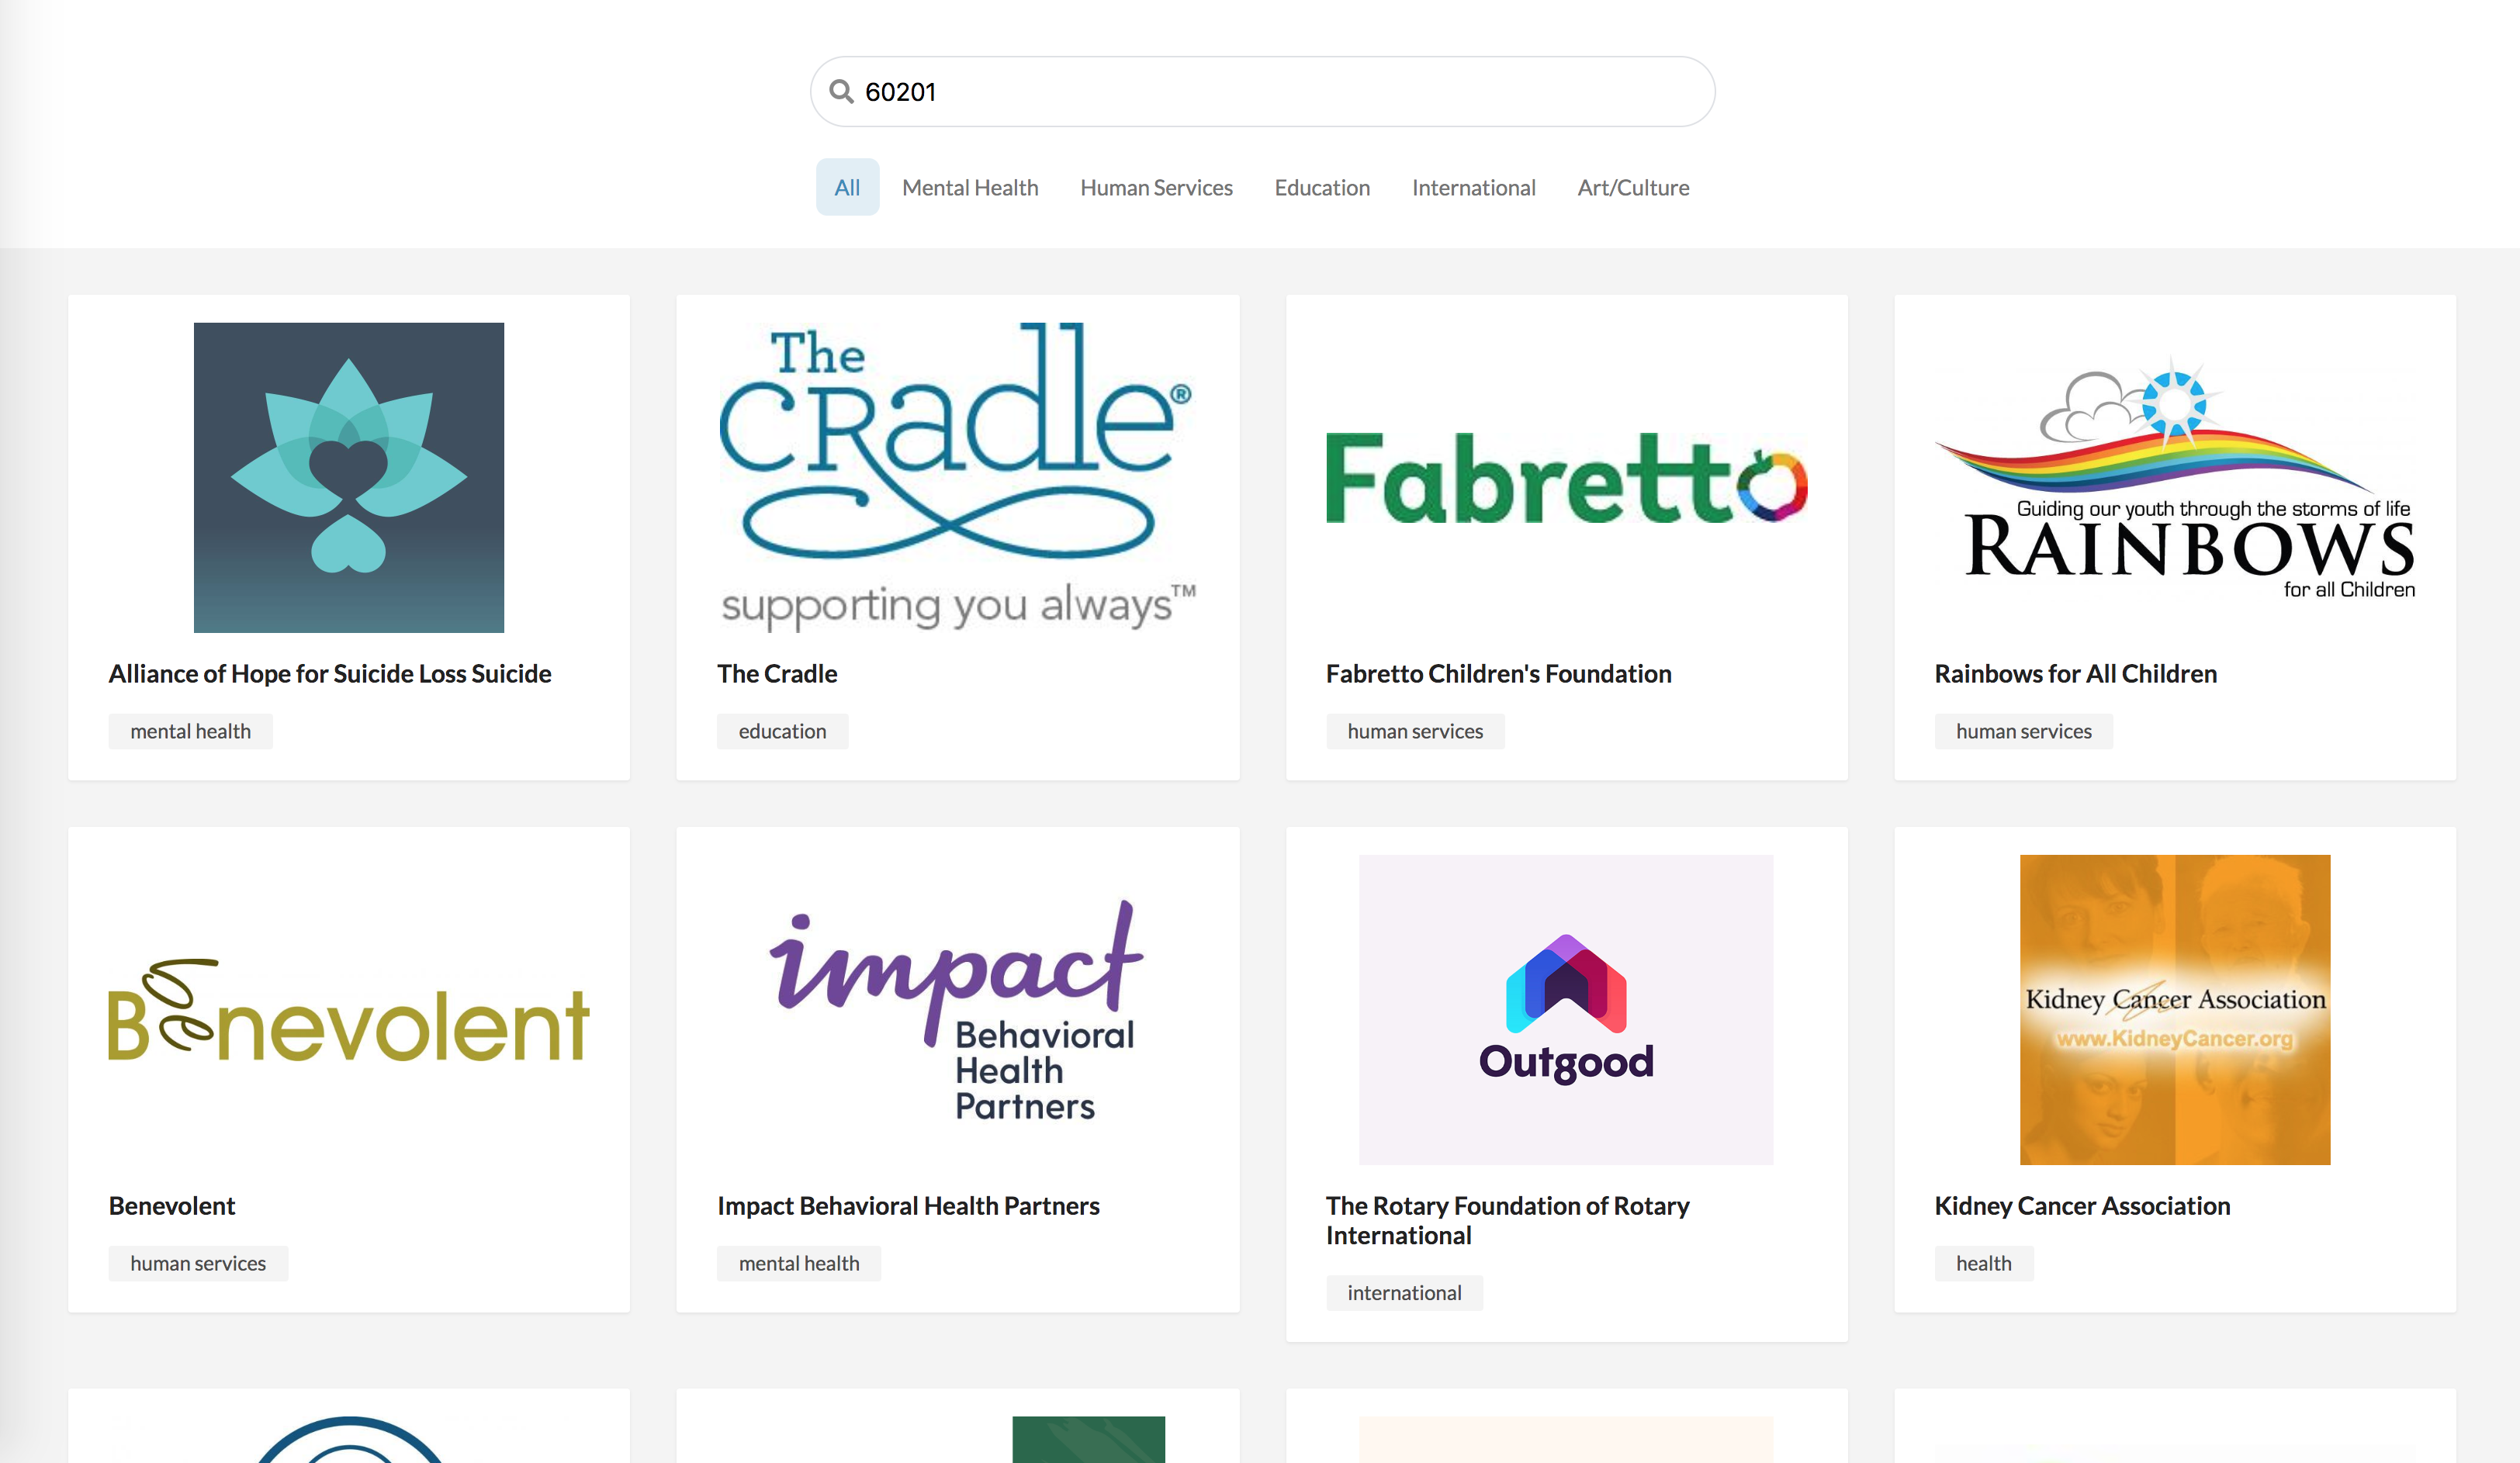 60201
All Mental Health Human Services Education International Art/Culture
The
CRadle®
supporting you always™
Fabretto
Guiding our youth through the storms of life
RAINBOWS
for all Children
Alliance of Hope for Suicide Loss Suicide
The Cradle
Fabretto Children's Foundation
Rainbows for All Children
mental health
education
human services
human services
Benevolent
impact
Behavioral
Health
Partners
Outgood
Kidney Cancer Association
www.KidneyCancer.org
Benevolent
Impact Behavioral Health Partners
The Rotary Foundation of Rotary
International
Kidney Cancer Association
human services
mental health
international
health